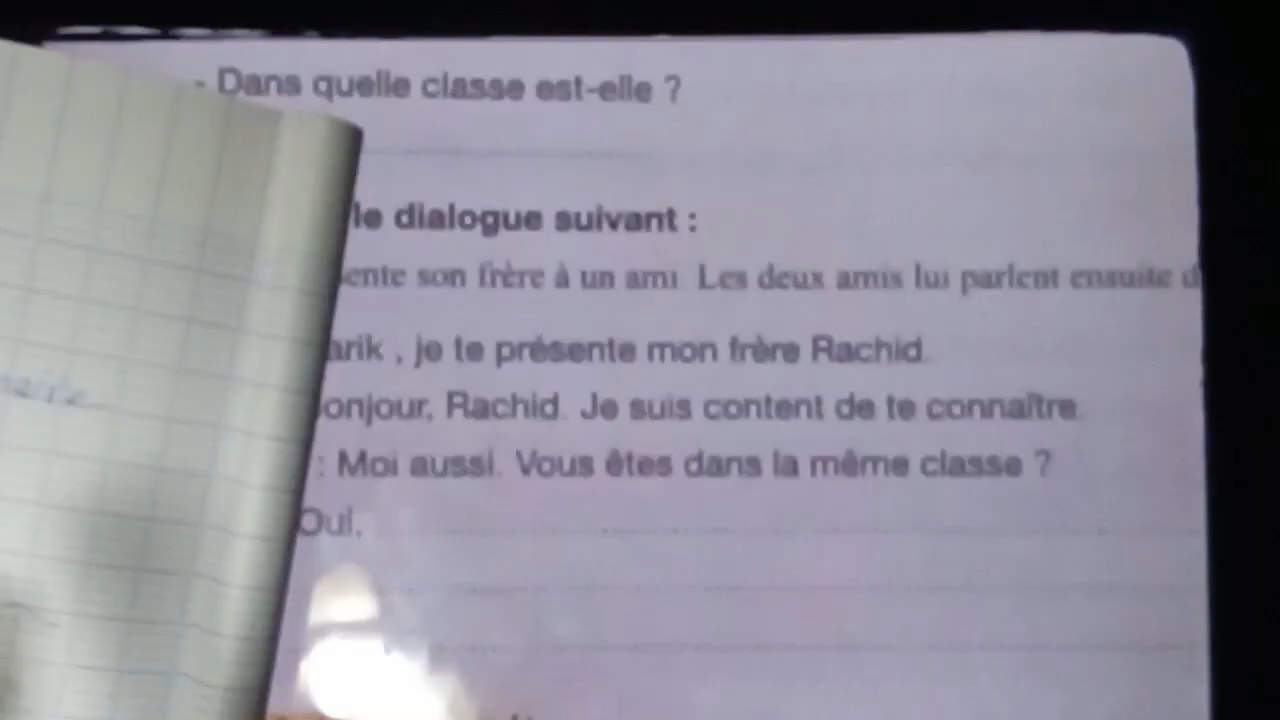 - Dans quelle classe est-elle ?
le dialogue suivant :
ente son frère à un ami. Les deux amis lui parlent ensuite d
arik , je te présente mon frère Rachid.
onjour, Rachid. Je suis content de te connaître.
: Moi aussi. Vous êtes dans la même classe ?
Oui,